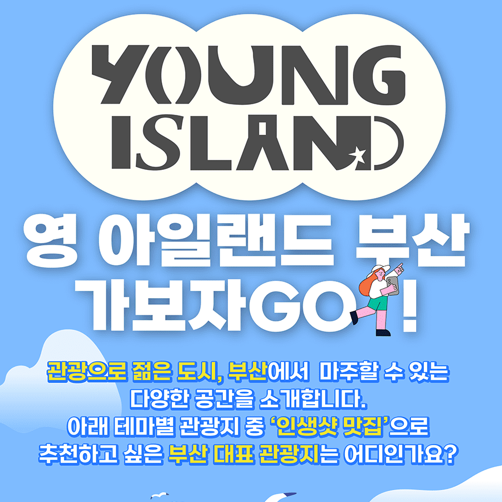 YOUNG
ISLAND
영 아일랜드 부산
가보자GO!
관광으로 젊은 도시, 부산에서 마주할 수 있는
다양한 공간을 소개합니다.
아래 테마별 관광지 중 ‘인생샷 맛집’으로
추천하고 싶은 부산 대표 관광지는 어디인가요?